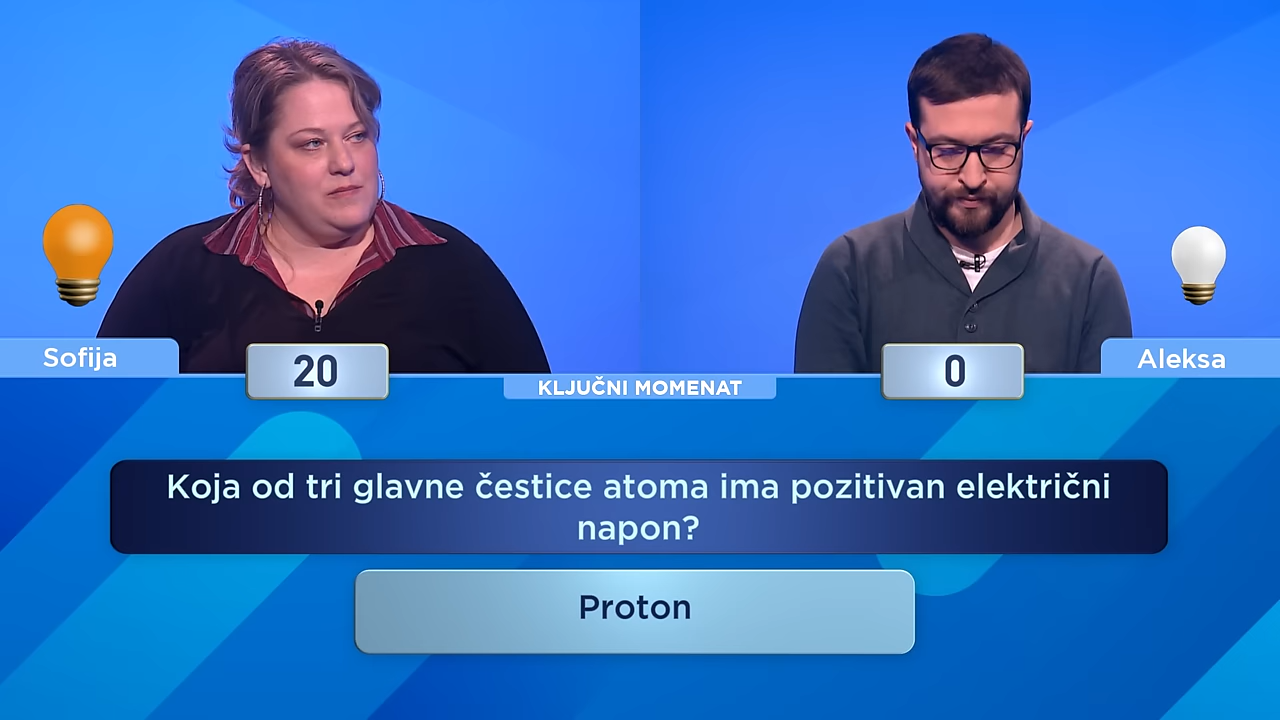 Sofija
20
KLJUČNI MOMENAT
0
Aleksa
Koja od tri glavne čestice atoma ima pozitivan električni
napon?
Proton